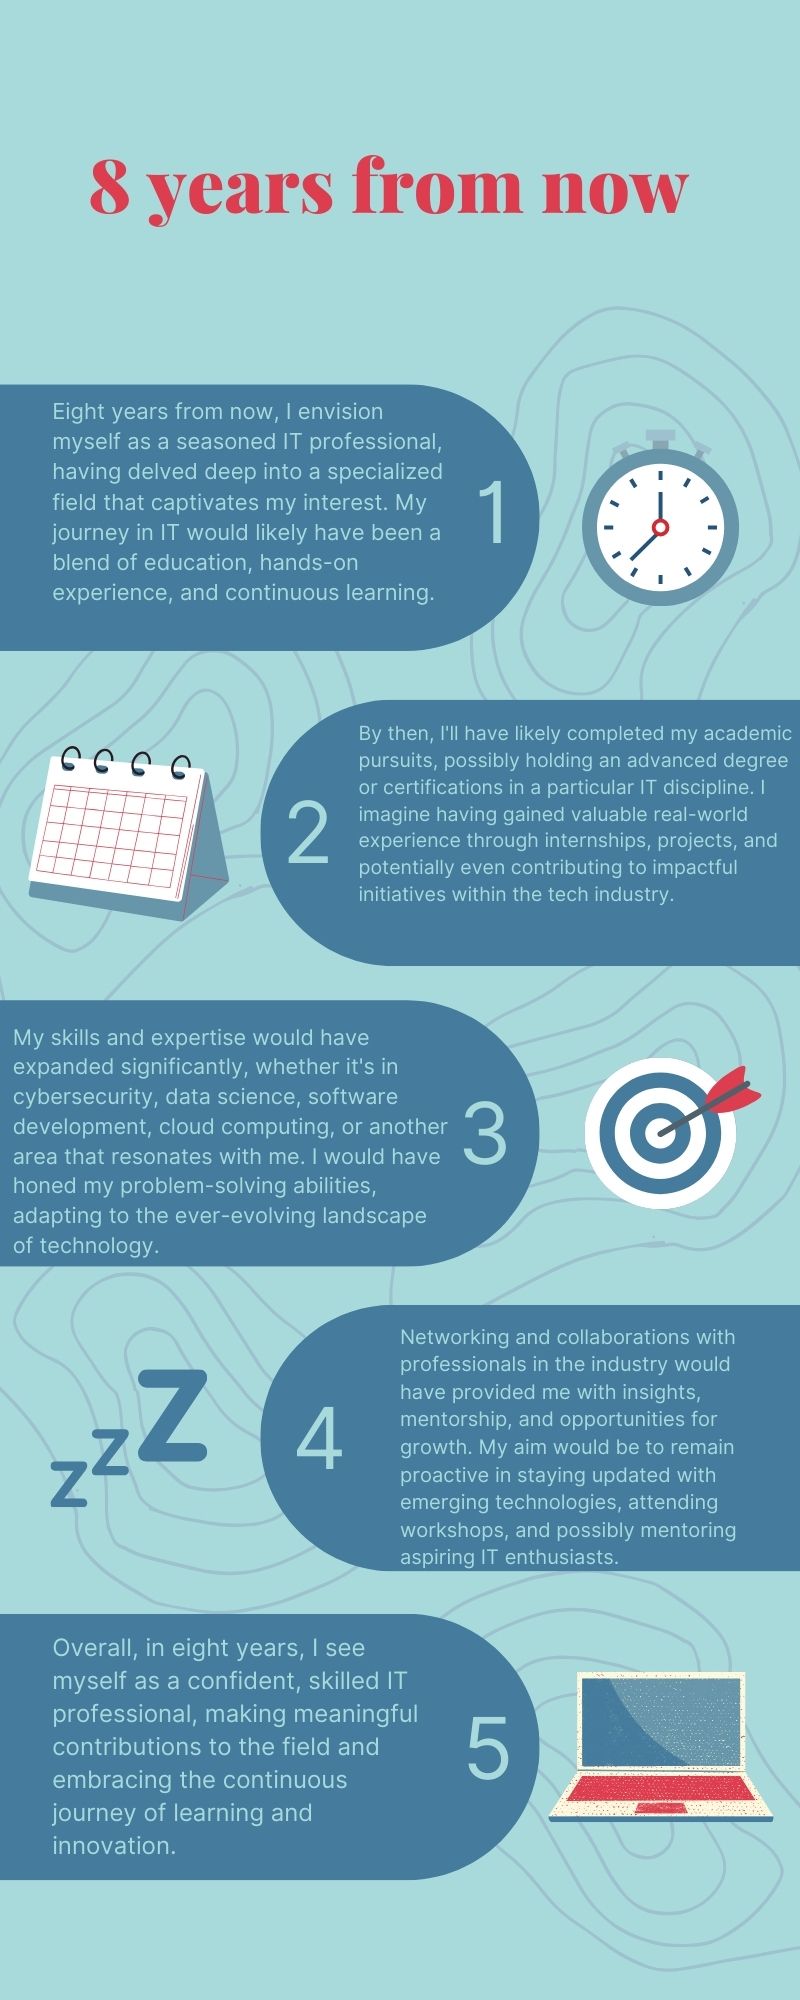 8 years from now
Eight years from now, I envision
myself as a seasoned IT professional,
having delved deep into a specialized
field that captivates my interest. My
journey in IT would likely have been a
blend of education, hands-on
experience, and continuous learning.
1
By then, I'll have likely completed my academic
pursuits, possibly holding an advanced degree
or certifications in a particular IT discipline. I
imagine having gained valuable real-world
experience through internships, projects, and
potentially even contributing to impactful
initiatives within the tech industry.
2
My skills and expertise would have
expanded significantly, whether it's in
cybersecurity, data science, software
development, cloud computing, or another
area that resonates with me. I would have
honed my problem-solving abilities,
adapting to the ever-evolving landscape
of technology.
3
Networking and collaborations with
professionals in the industry would
have provided me with insights,
mentorship, and opportunities for
growth. My aim would be to remain
proactive in staying updated with
emerging technologies, attending
workshops, and possibly mentoring
aspiring IT enthusiasts.
4
z z Z
Overall, in eight years, I see
myself as a confident, skilled IT
professional, making meaningful
contributions to the field and
embracing the continuous
journey of learning and
innovation.
5